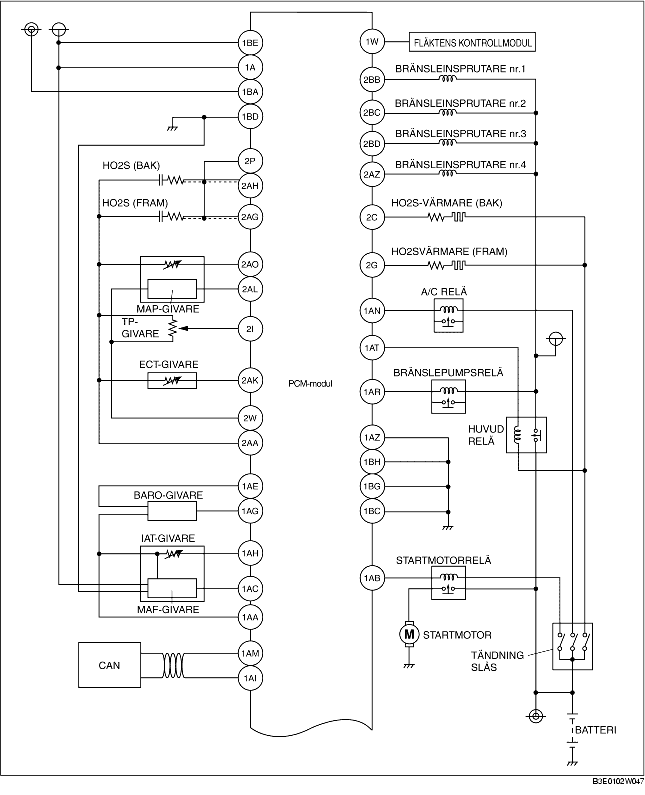 1BE
1A
1BA
1BD
2P
HO2S (BAK)
2AH
HO2S (FRAM)
2AG
2AO
2AL
MAP-GIVARE
TP-
GIVARE
2I
ECT-GIVARE
2AK
2W
2AA
1AE
BARO-GIVARE
1AG
IAT-GIVARE
1AH
1AC
MAF-GIVARE
1AA
CAN
1AM
1AI
PCM-modul
1W
FLÄKTENS KONTROLLMODUL
BRÄNSLEINSPRUTARE nr.1
2BB
BRÄNSLEINSPRUTARE nr.2
2BC
BRÄNSLEINSPRUTARE nr.3
2BD
BRÄNSLEINSPRUTARE nr.4
2AZ
HO2S-VÄRMARE (BAK)
2C
HO2SVÄRMARE (FRAM)
2G
A/C RELÄ
1AN
1AT
BRÄNSLEPUMPSRELÄ
1AR
HUVUD
RELÄ
1AZ
1BH
1BG
1BC
STARTMOTORRELÄ
1AB
M
STARTMOTOR
TÄNDNING
SLÅS
BATTERI
B3E0102W047